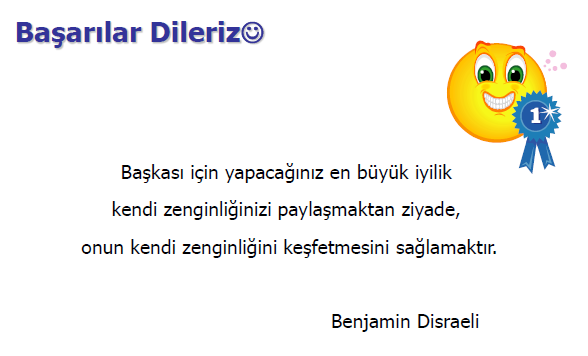 Başarılar Dileriz☺
1
Başkası için yapacağınız en büyük iyilik
kendi zenginliğinizi paylaşmaktan ziyade,
onun kendi zenginliğini keşfetmesini sağlamaktır.
Benjamin Disraeli